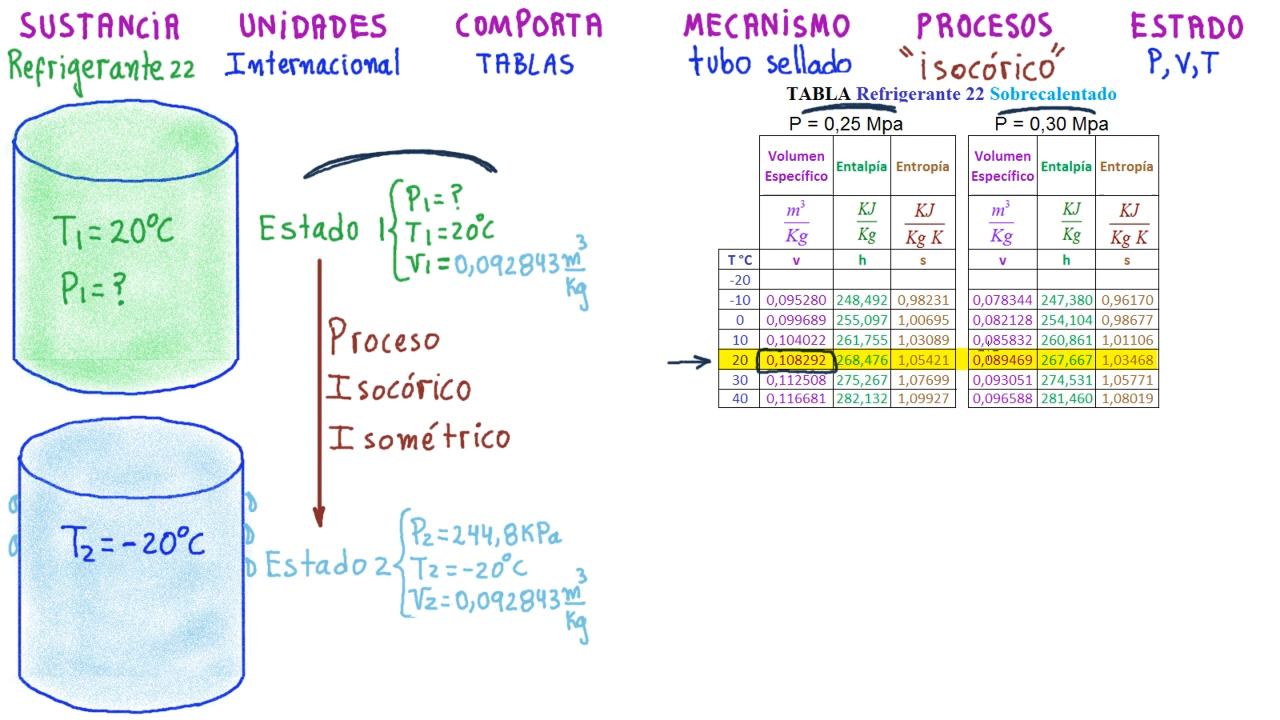 SUSTANCIA UNIDADES COMPORTA MECANISMO PROCESOS ESTADO
Refrigerante 22 Internacional TABLAS tubo sellado "isocórico" P, V, T
TABLA Refrigerante 22 Sobrecalentado
P = 0,25 Mpa P = 0,30 Mpa
Volumen Específico Entalpía Entropía Volumen Específico Entalpía Entropía
m³/Kg KJ/Kg KJ/Kg K m³/Kg KJ/Kg KJ/Kg K
T °C v h s v h s
-20
-10 0,095280 248,492 0,98231 0,078344 247,380 0,96170
0 0,099689 255,097 1,00695 0,082128 254,104 0,98677
10 0,104022 261,755 1,03089 0,085832 260,861 1,01106
20 0,108292 268,476 1,05421 0,089469 267,667 1,03468
30 0,112508 275,267 1,07699 0,093051 274,531 1,05771
40 0,116681 282,132 1,09927 0,096588 281,460 1,08019
T1 = 20°C
P1 = ?
Estado 1
P1 = ?
T1 = 20°C
V1 = 0,092843 m³/Kg
Proceso
Isocórico
Isométrico
T2 = -20°C
Estado 2
P2 = 244,8 KPa
T2 = -20°C
V2 = 0,092843 m³/Kg